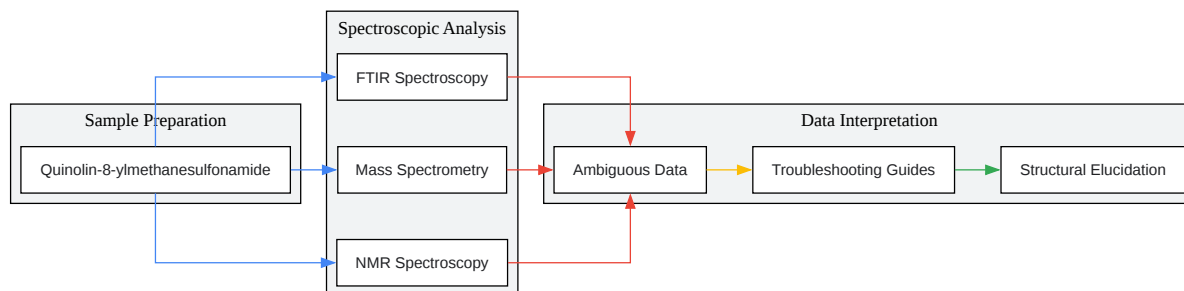 Spectroscopic Analysis
FTIR Spectroscopy
Sample Preparation
Data Interpretation
Quinolin-8-ylmethanesulfonamide
Mass Spectrometry
Ambiguous Data
Troubleshooting Guides
Structural Elucidation
NMR Spectroscopy